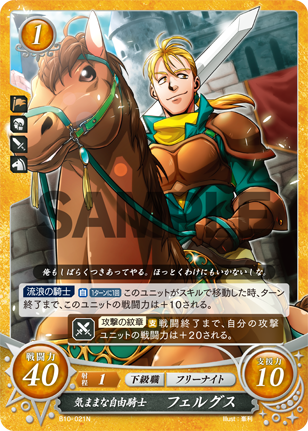 1
SAMPLE
俺もしばらくつきあってやる。ほっとくわけにもいかないしな。
流浪の騎士 自 1ターンに1回 このユニットがスキルで移動した時、ターン
終了まで、このユニットの戦闘力は+10される。
攻撃の紋章 支 戦闘終了まで、自分の攻撃
ユニットの戦闘力は+20される。
戦闘力
40
射程 1 下級職 フリーナイト
支援力
10
気ままな自由騎士 フェルグス
B10-021N